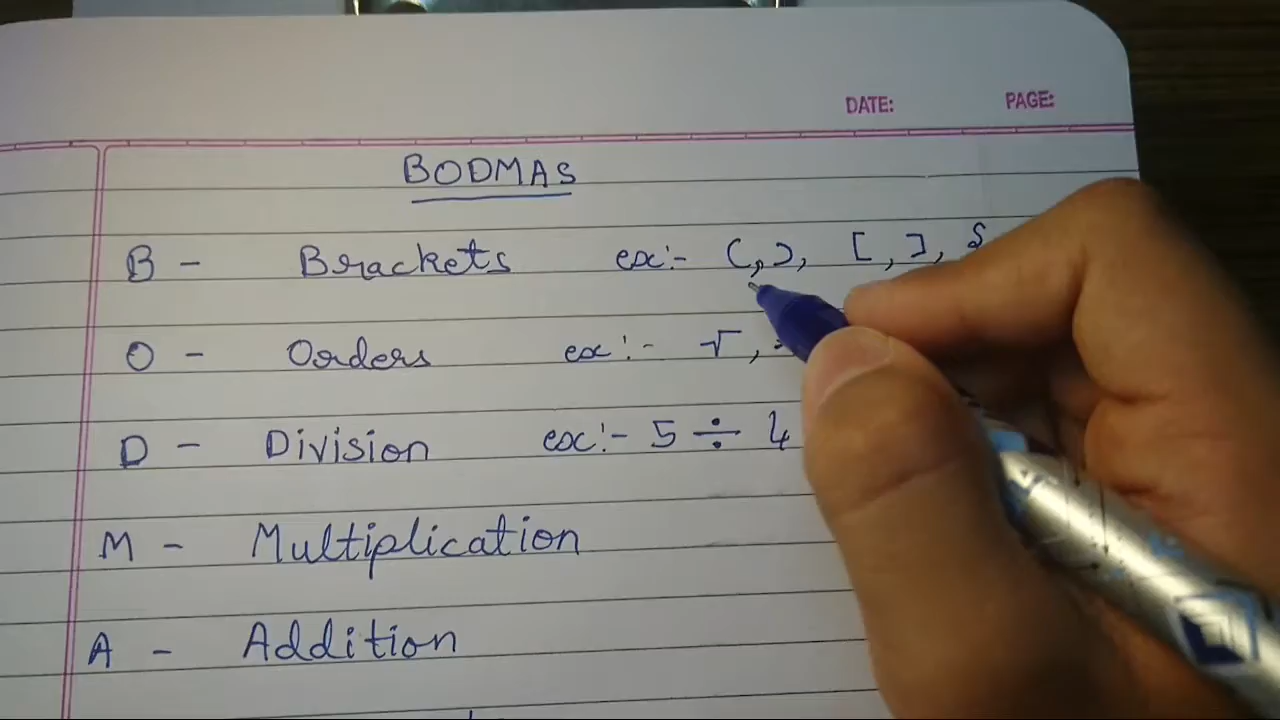 DATE: PAGE:
BODMAS
B - Brackets ex:- (,), [,], {
O - Orders ex:- √,
D - Division ex:- 5 ÷ 4
M - Multiplication
A - Addition